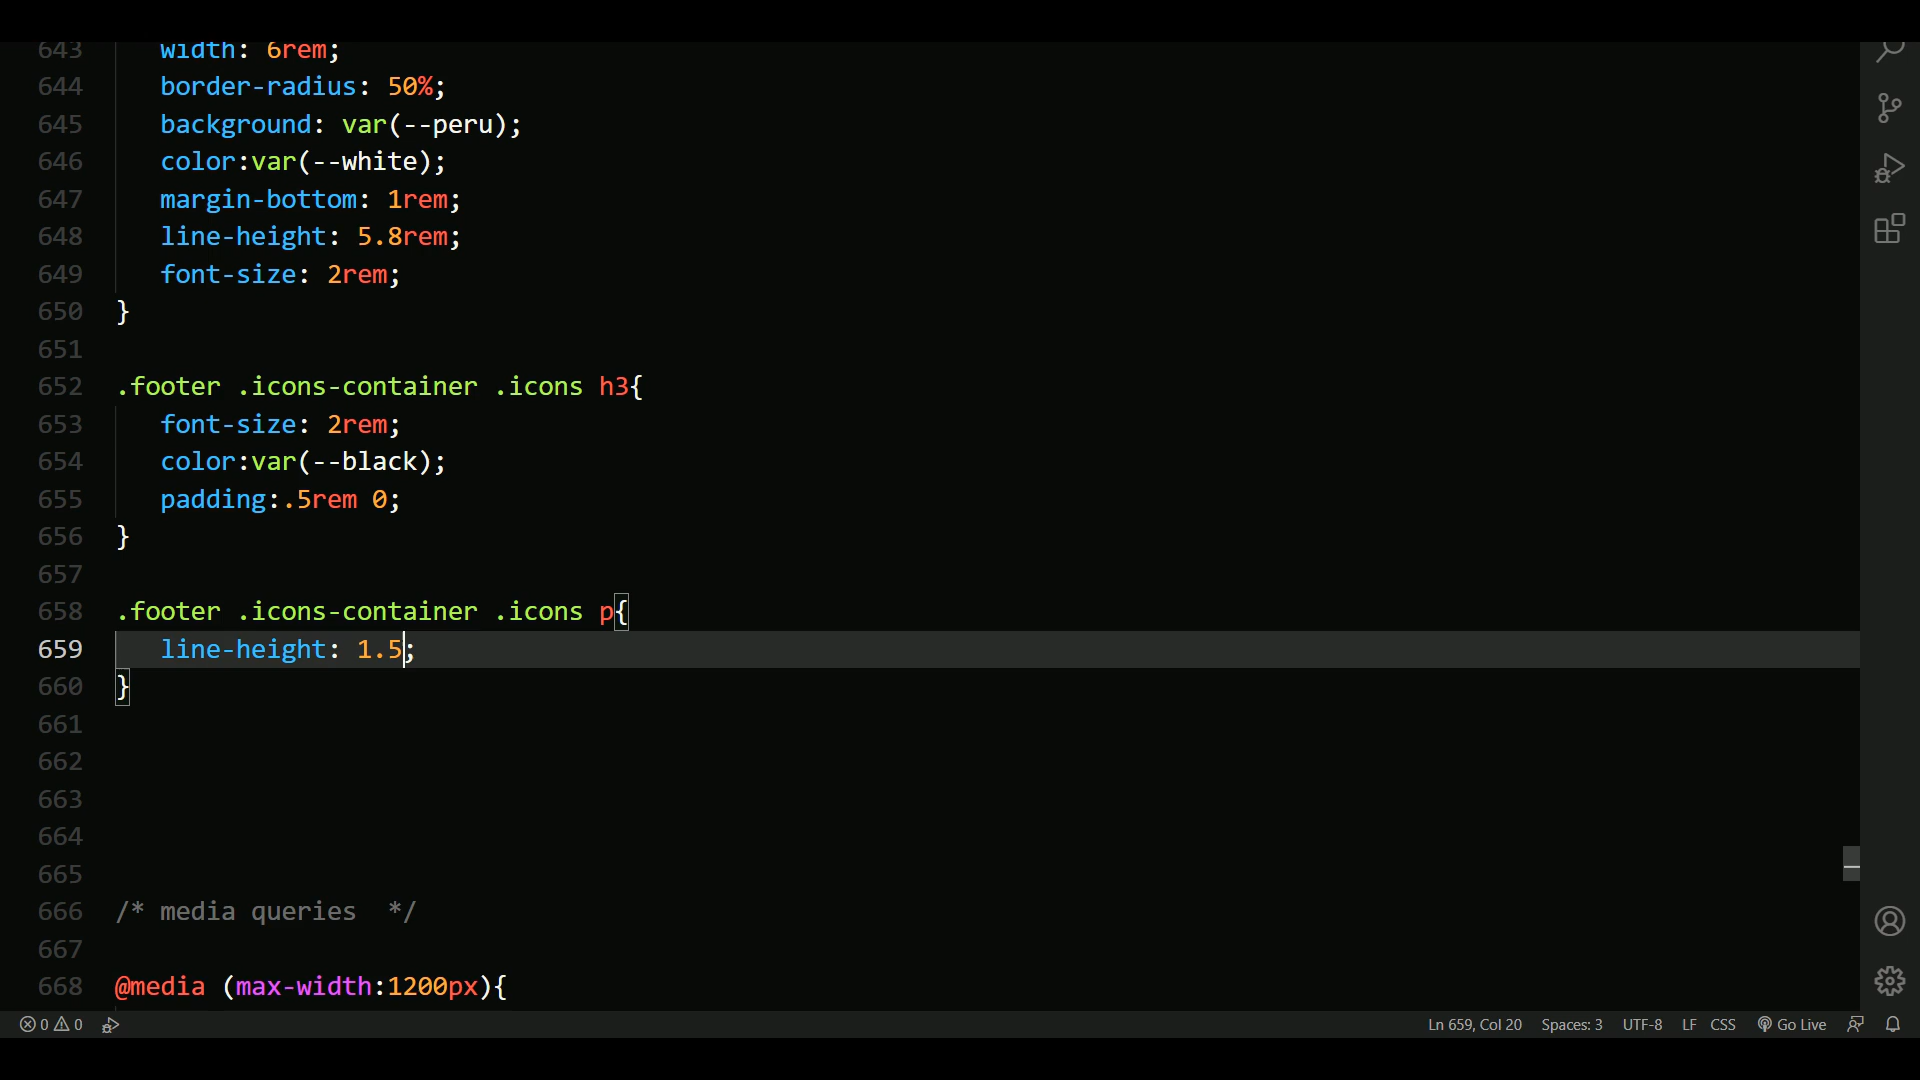 643 width: 6rem;
644 border-radius: 50%;
645 background: var(--peru);
646 color:var(--white);
647 margin-bottom: 1rem;
648 line-height: 5.8rem;
649 font-size: 2rem;
650 }
651
652 .footer .icons-container .icons h3{
653 font-size: 2rem;
654 color:var(--black);
655 padding:.5rem 0;
656 }
657
658 .footer .icons-container .icons p{
659 line-height: 1.5;
660 }
661
662
663
664
665
666 /* media queries  */
667
668 @media (max-width:1200px){
0 0 Ln 659, Col 20 Spaces: 3 UTF-8 LF CSS Go Live